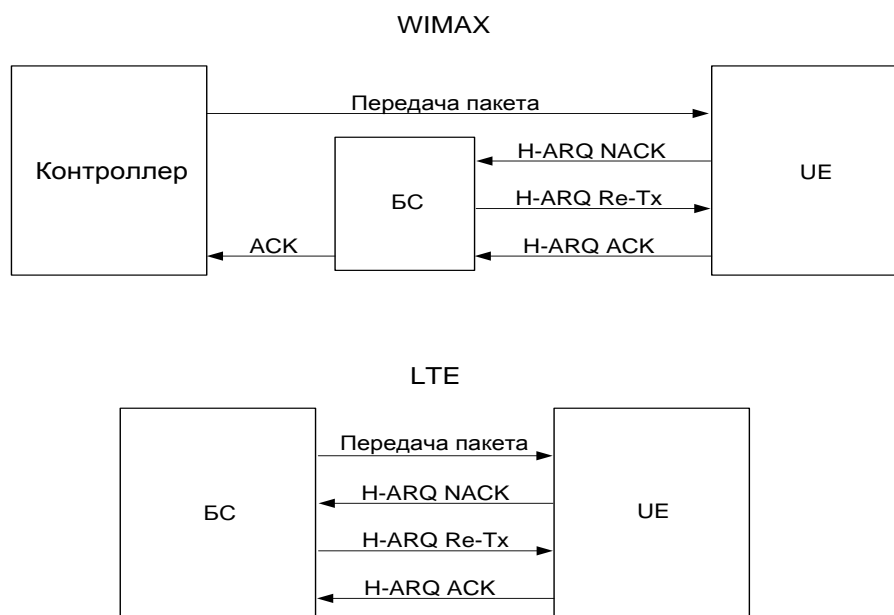 WIMAX
Передача пакета
H-ARQ NACK
Контроллер
БС
H-ARQ Re-Tx
UE
ACK
H-ARQ ACK
LTE
Передача пакета
H-ARQ NACK
БС
UE
H-ARQ Re-Tx
H-ARQ ACK